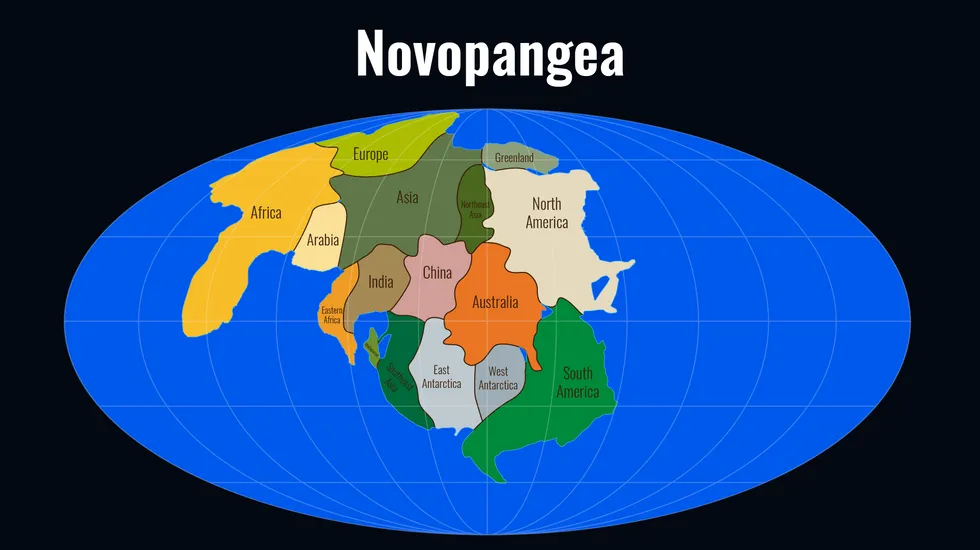 Novopangea
Europe
Greenland
Asia
Northeast
Asia
North
America
Africa
Arabia
India
China
Australia
Eastern
Africa
Southeast
Asia
East
Antarctica
West
Antarctica
South
America